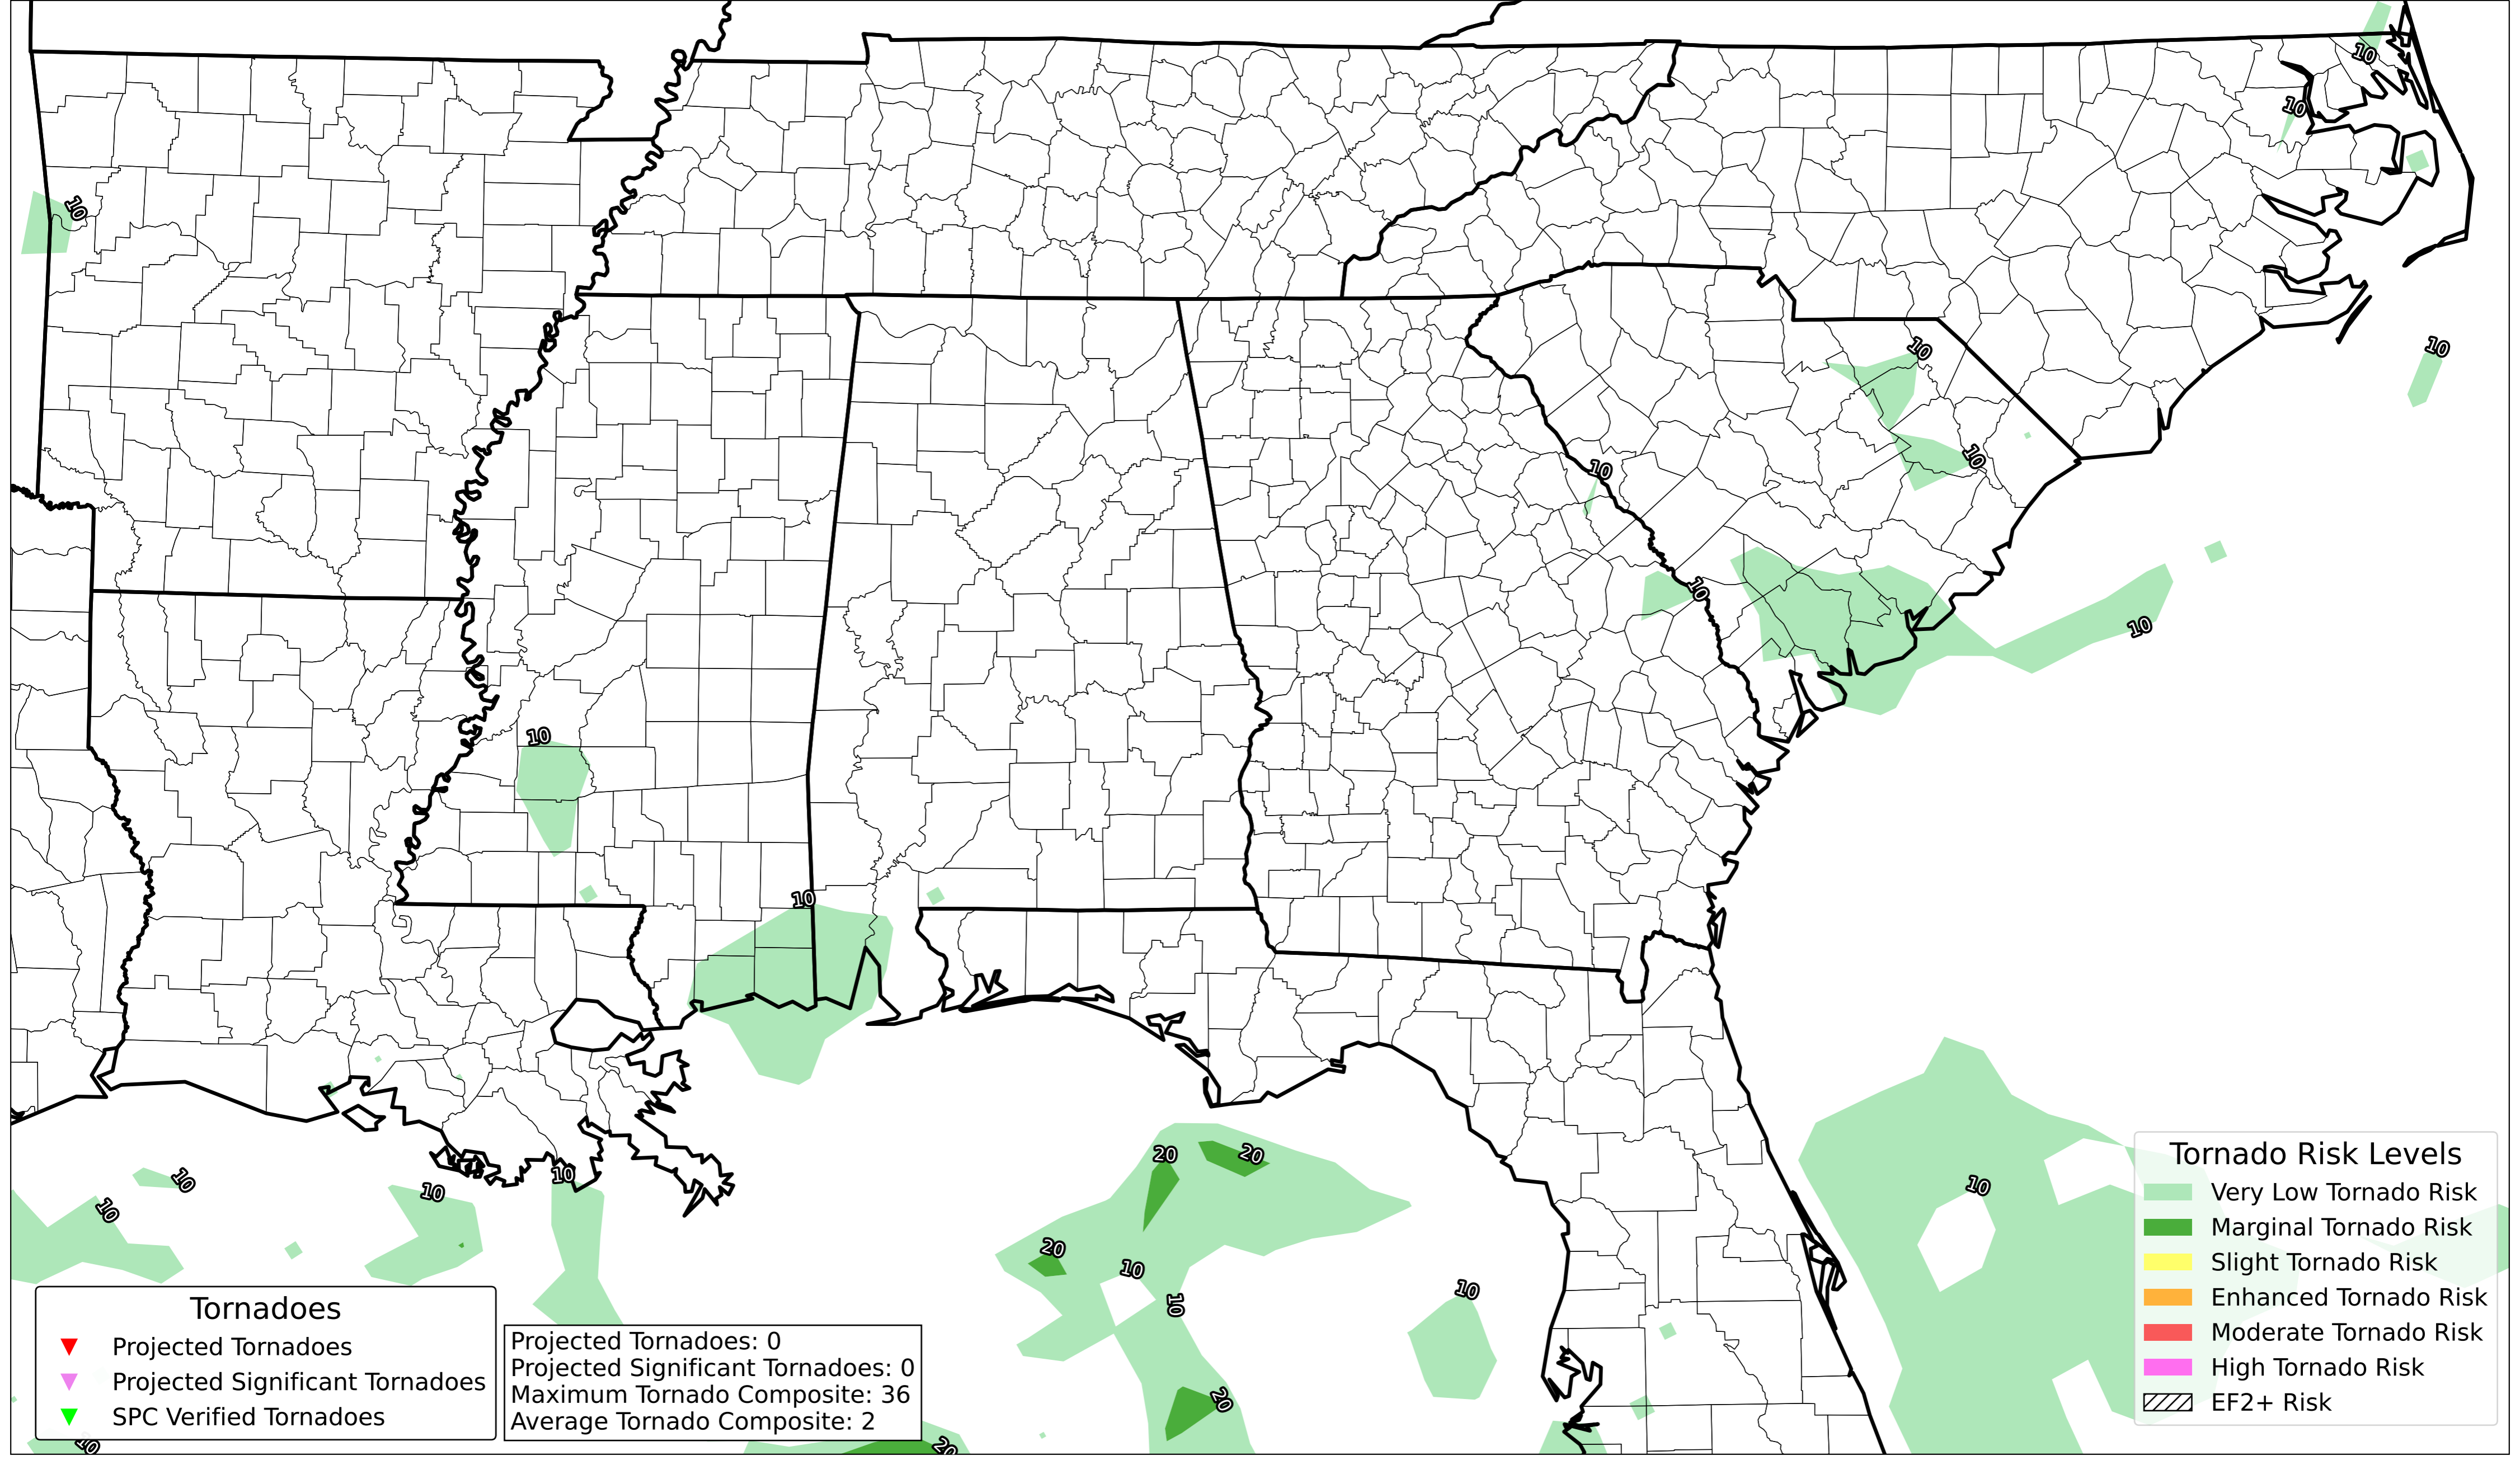 10
10
10
10
10
10
10
10
10
10
10
10
20
20
10
10
10
10
10
20
10
10
10
20
10
20
Tornado Risk Levels
Very Low Tornado Risk
Marginal Tornado Risk
Slight Tornado Risk
Enhanced Tornado Risk
Moderate Tornado Risk
High Tornado Risk
EF2+ Risk
Tornadoes
Projected Tornadoes
Projected Significant Tornadoes
SPC Verified Tornadoes
Projected Tornadoes: 0
Projected Significant Tornadoes: 0
Maximum Tornado Composite: 36
Average Tornado Composite: 2